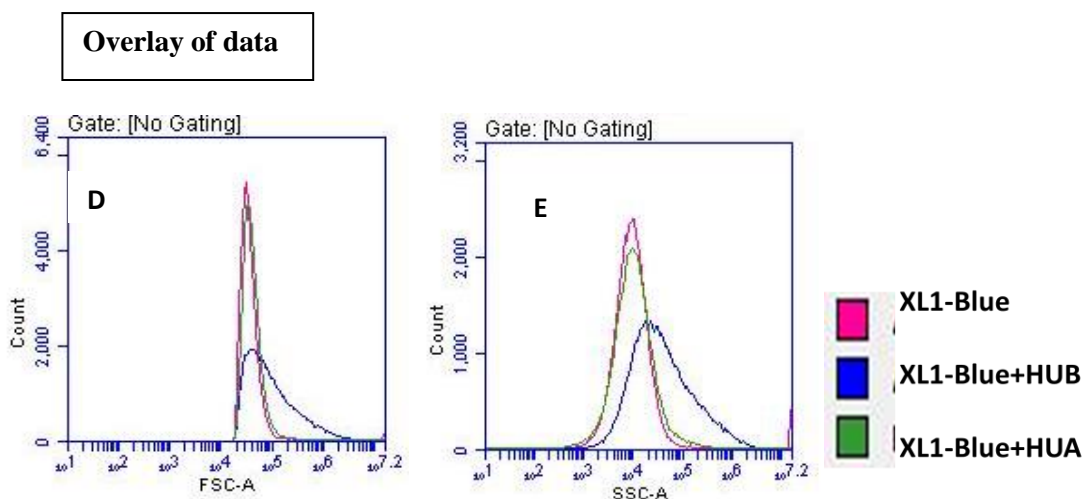 Overlay of data
Gate: [No Gating]
D
Count
6,400
4,000
2,000
0
10^1 10^2 10^3 10^4 10^5 10^6 10^7.2
FSC-A
Gate: [No Gating]
E
Count
3,200
2,000
1,000
0
10^1 10^2 10^3 10^4 10^5 10^6 10^7.2
SSC-A
XL1-Blue
XL1-Blue+HUB
XL1-Blue+HUA